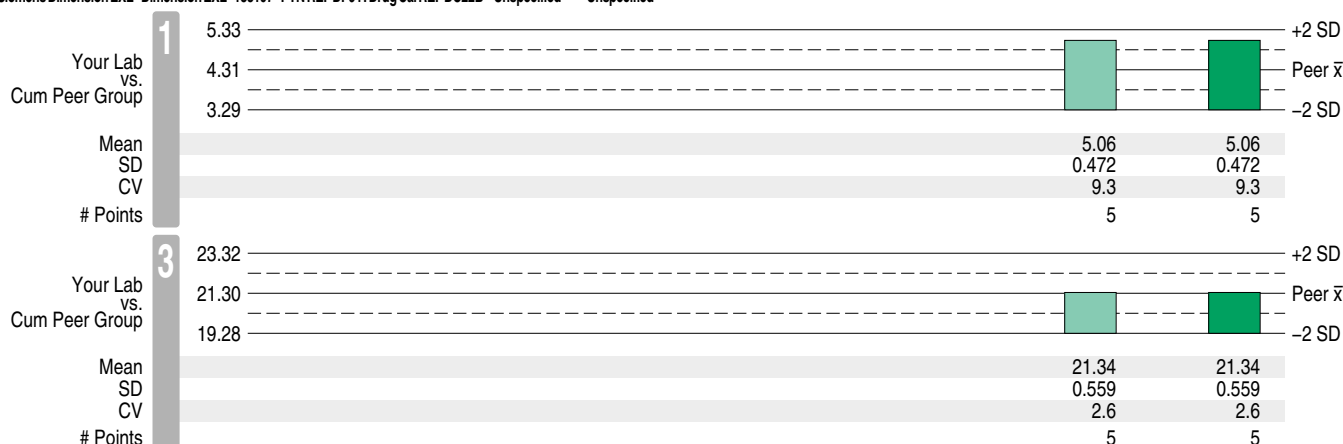 1
5.33 +2 SD
Your Lab
vs.
Cum Peer Group
4.31 Peer x̄
3.29 −2 SD
Mean 5.06 5.06
SD 0.472 0.472
CV 9.3 9.3
# Points 5 5
3
23.32 +2 SD
Your Lab
vs.
Cum Peer Group
21.30 Peer x̄
19.28 −2 SD
Mean 21.34 21.34
SD 0.559 0.559
CV 2.6 2.6
# Points 5 5